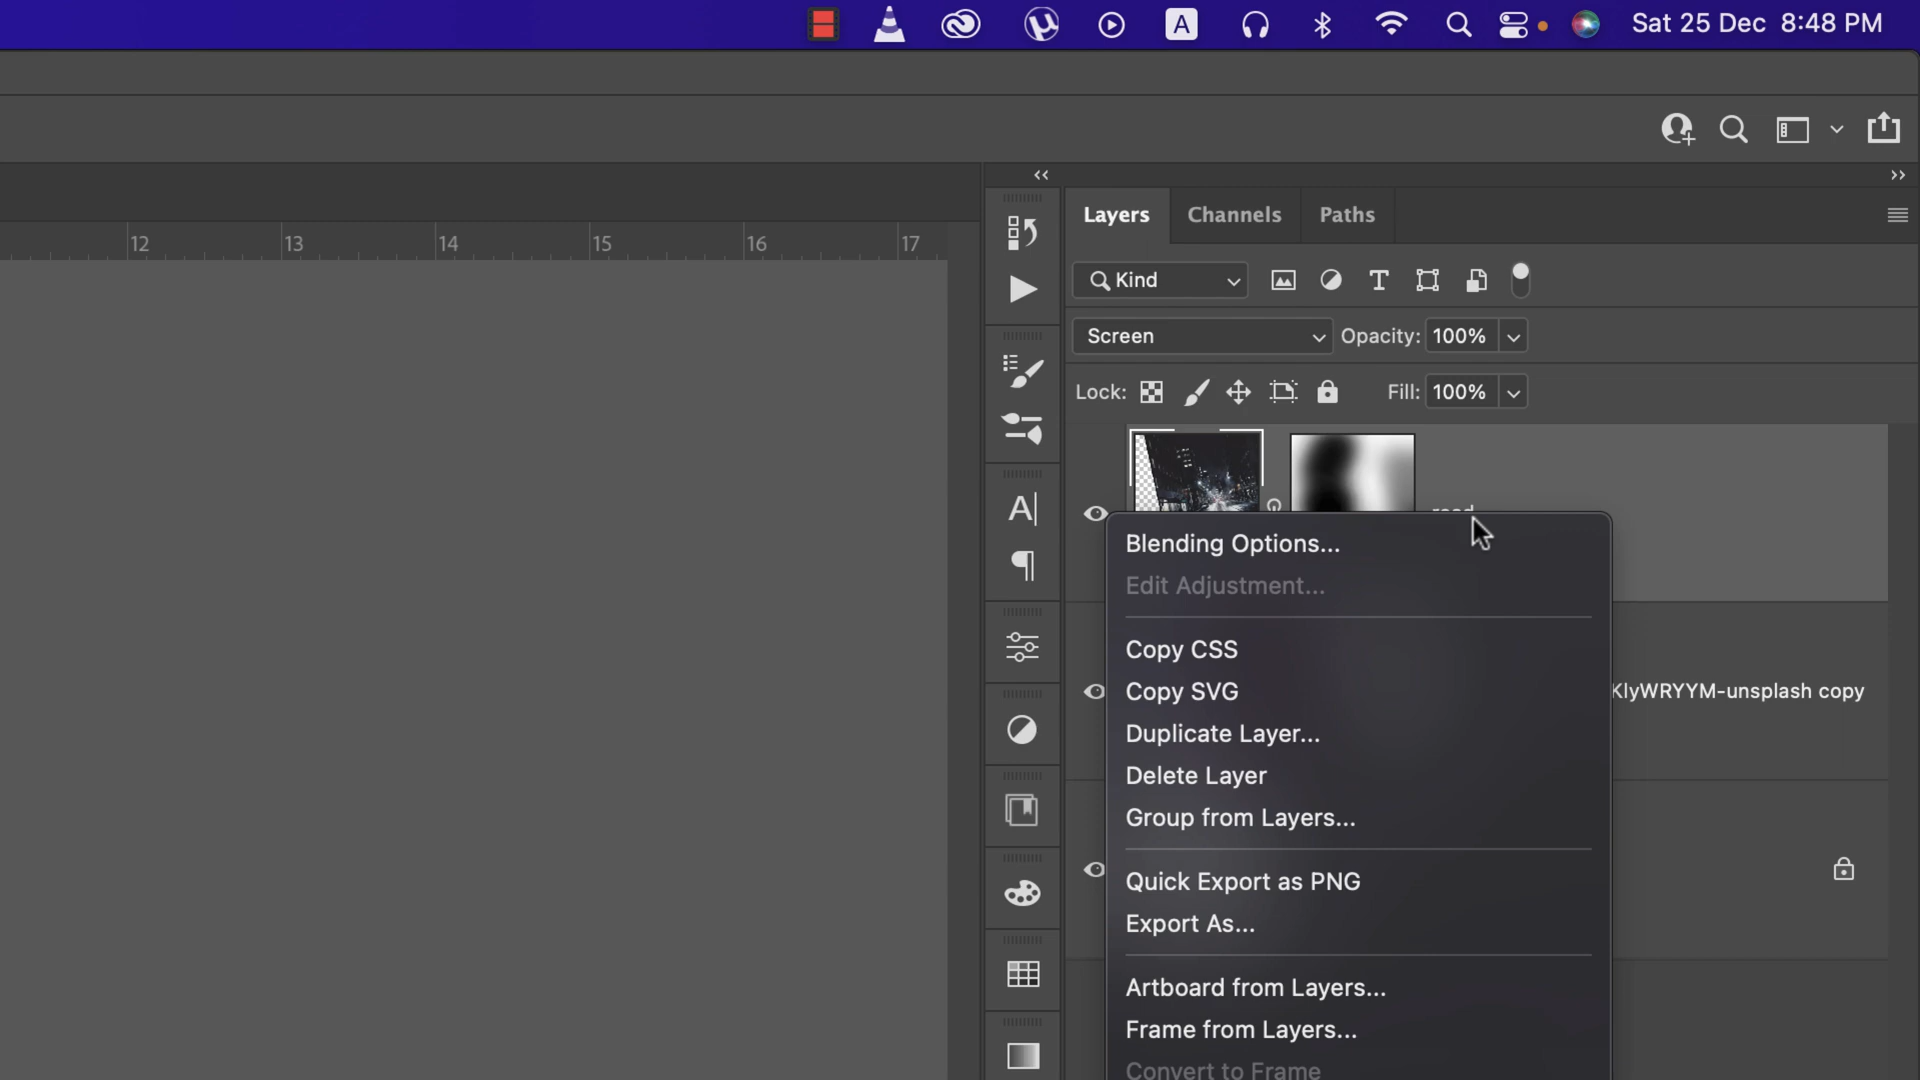 A
Sat 25 Dec 8:48 PM
12 13 14 15 16 17
Layers Channels Paths
Kind
Screen Opacity: 100%
Lock: Fill: 100%
road
Blending Options...
Edit Adjustment...
Copy CSS
Copy SVG
KlyWRYYM-unsplash copy
Duplicate Layer...
Delete Layer
Group from Layers...
Quick Export as PNG
Export As...
Artboard from Layers...
Frame from Layers...
Convert to Frame